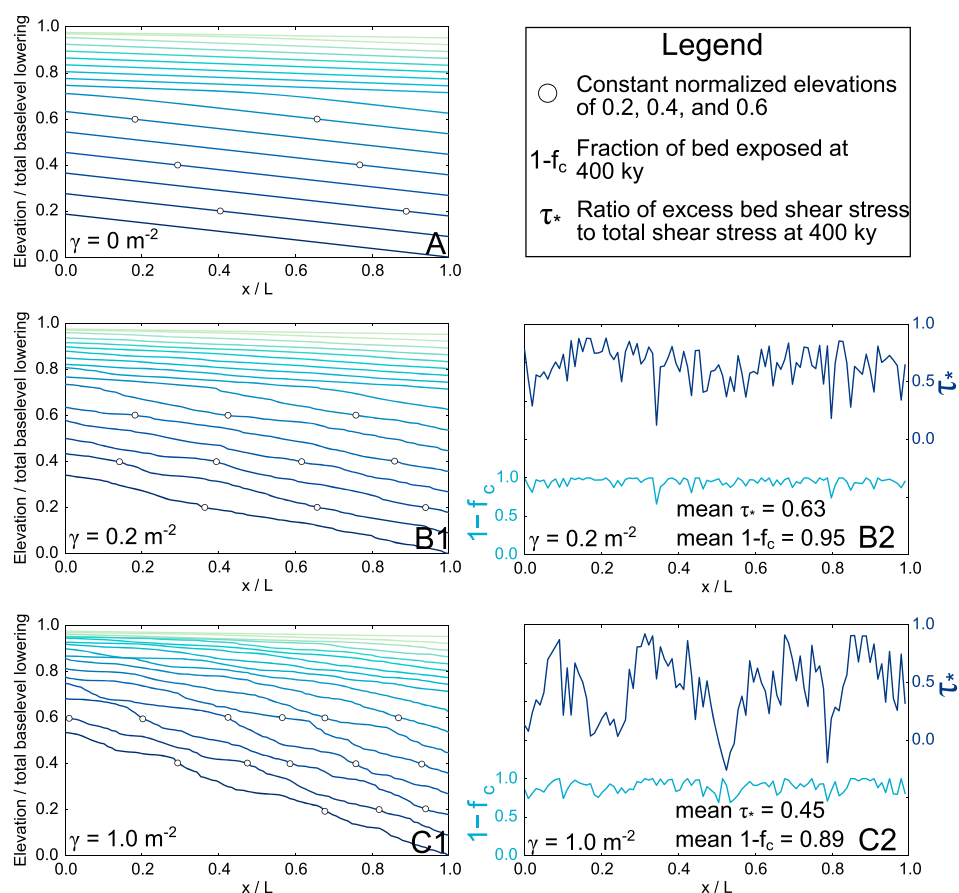 Elevation / total baselevel lowering
1.0
0.8
0.6
0.4
0.2
0.0
γ = 0 m-2
A
0.0 0.2 0.4 0.6 0.8 1.0
x / L
Legend
Constant normalized elevations
of 0.2, 0.4, and 0.6
1-fc Fraction of bed exposed at
400 ky
τ* Ratio of excess bed shear stress
to total shear stress at 400 ky
Elevation / total baselevel lowering
1.0
0.8
0.6
0.4
0.2
0.0
γ = 0.2 m-2
B1
0.0 0.2 0.4 0.6 0.8 1.0
x / L
1.0
0.5
0.0
τ*
1– fc
1.0
0.5
0.0
mean τ* = 0.63
mean 1-fc = 0.95
γ = 0.2 m-2
B2
0.0 0.2 0.4 0.6 0.8 1.0
x / L
Elevation / total baselevel lowering
1.0
0.8
0.6
0.4
0.2
0.0
γ = 1.0 m-2
C1
0.0 0.2 0.4 0.6 0.8 1.0
x / L
1.0
0.5
0.0
τ*
1– fc
1.0
0.5
0.0
mean τ* = 0.45
mean 1-fc = 0.89
γ = 1.0 m-2
C2
0.0 0.2 0.4 0.6 0.8 1.0
x / L